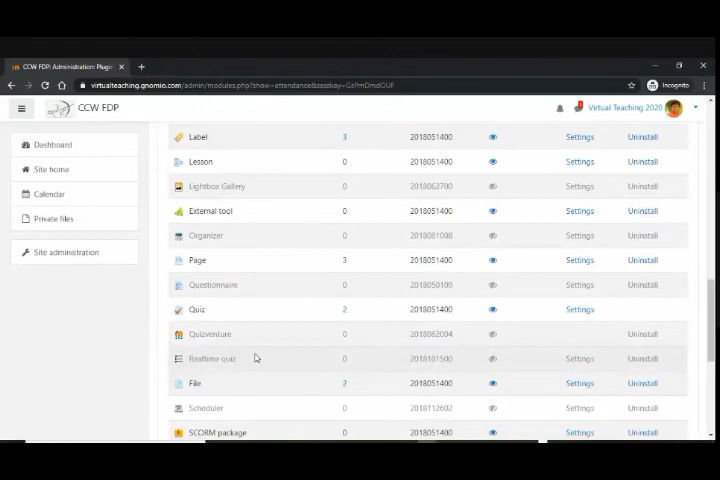 CCW FDP: Administration: Plugin
virtualteaching.gnomio.com/admin/modules.php?show=attendance&sesskey=
Incognito
CCW FDP
Virtual Teaching 2020
Dashboard
Site home
Calendar
Private files
Site administration
Label 3 2018051400 Settings Uninstall
Lesson 0 2018051400 Settings Uninstall
Lightbox Gallery 0 2018062700 Settings Uninstall
External tool 0 2018051400 Settings Uninstall
Organizer 0 2018081008 Settings Uninstall
Page 3 2018051400 Settings Uninstall
Questionnaire 0 2018050109 Settings Uninstall
Quiz 2 2018051400 Settings
Quizventure 0 2018062004 Uninstall
Realtime quiz 0 2018101500 Settings Uninstall
File 2 2018051400 Settings Uninstall
Scheduler 0 2018112602 Settings Uninstall
SCORM package 0 2018051400 Settings Uninstall